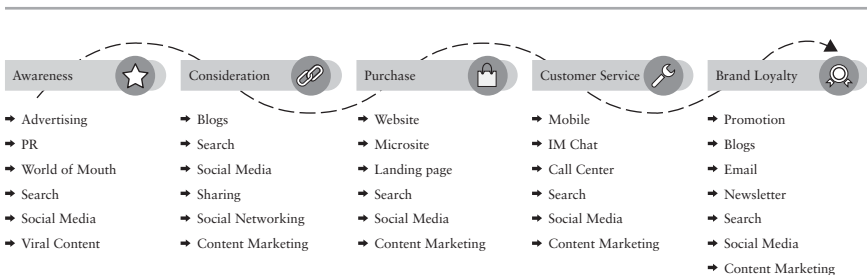 Awareness
Advertising
PR
World of Mouth
Search
Social Media
Viral Content
Consideration
Blogs
Search
Social Media
Sharing
Social Networking
Content Marketing
Purchase
Website
Microsite
Landing page
Search
Social Media
Content Marketing
Customer Service
Mobile
IM Chat
Call Center
Search
Social Media
Content Marketing
Brand Loyalty
Promotion
Blogs
Email
Newsletter
Search
Social Media
Content Marketing